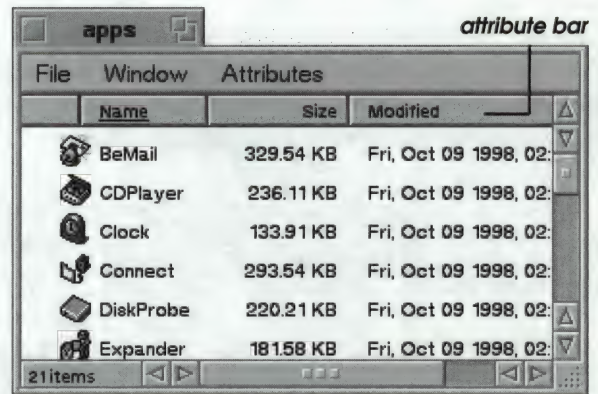 apps attribute bar
File Window Attributes
Name Size Modified
BeMail 329.54 KB Fri, Oct 09 1998, 02:
CDPlayer 236.11 KB Fri, Oct 09 1998, 02:
Clock 133.91 KB Fri, Oct 09 1998, 02:
Connect 293.54 KB Fri, Oct 09 1998, 02:
DiskProbe 220.21 KB Fri, Oct 09 1998, 02:
Expander 181.58 KB Fri, Oct 09 1998, 02:
21 items